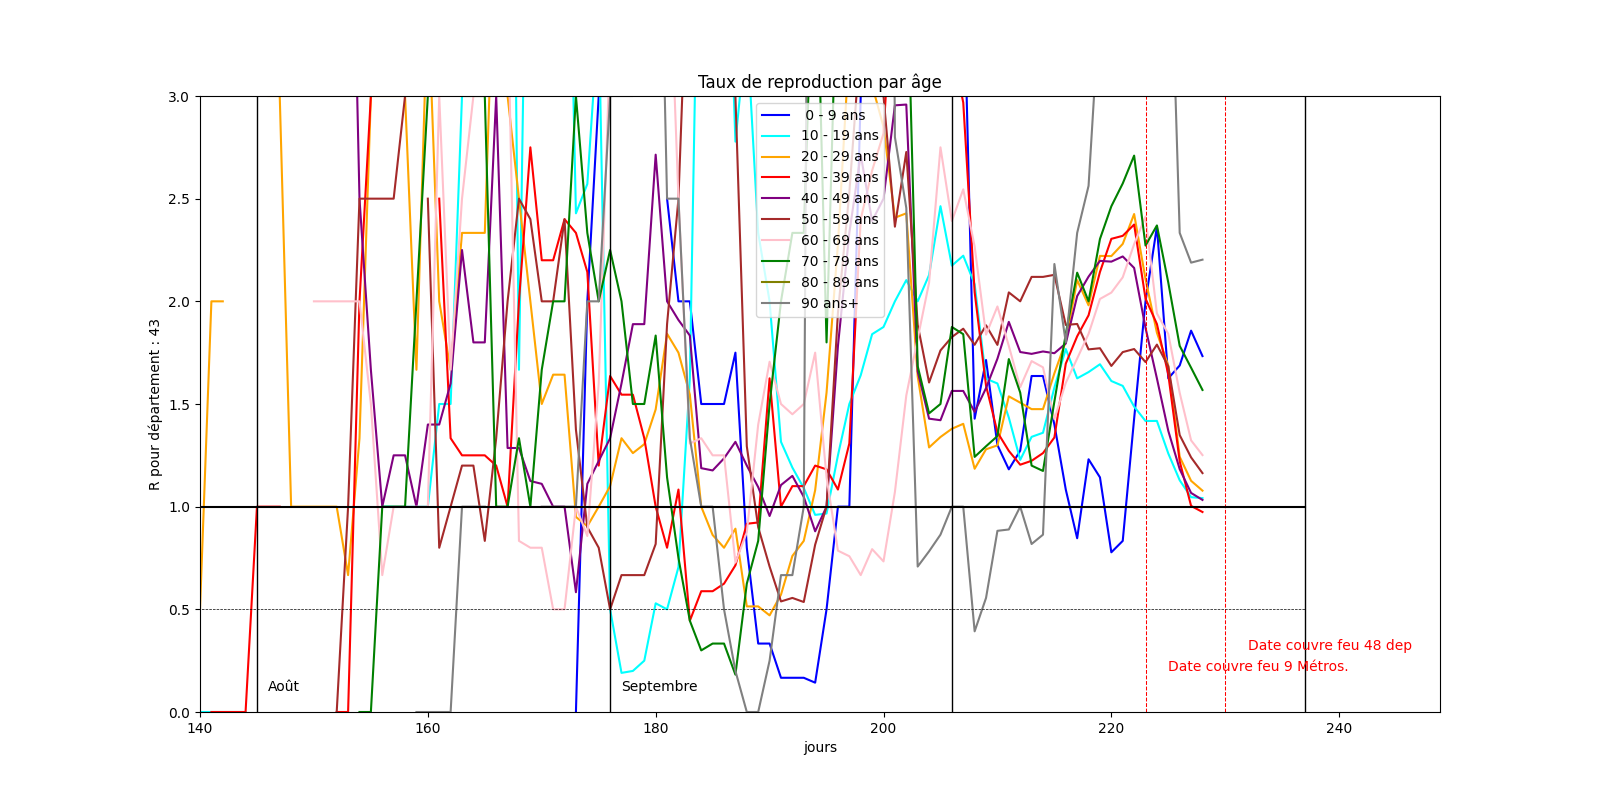 Taux de reproduction par âge
R pour département : 43
3.0
2.5
2.0
1.5
1.0
0.5
0.0
0 - 9 ans
10 - 19 ans
20 - 29 ans
30 - 39 ans
40 - 49 ans
50 - 59 ans
60 - 69 ans
70 - 79 ans
80 - 89 ans
90 ans+
Date couvre feu 48 dep
Date couvre feu 9 Métros.
Août
Septembre
140 160 180 200 220 240
jours